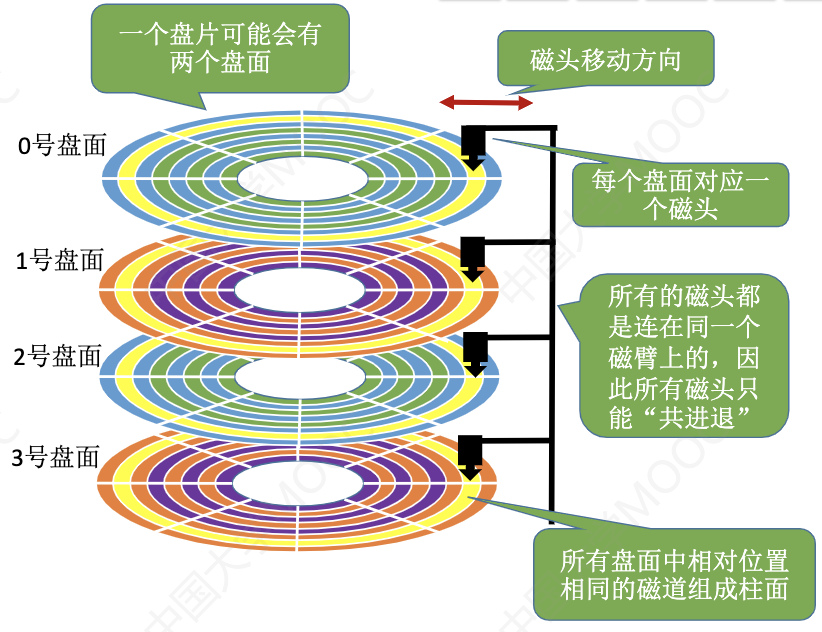 一个盘片可能会有
两个盘面
磁头移动方向
0号盘面
每个盘面对应一
个磁头
1号盘面
所有的磁头都
是连在同一个
磁臂上的，因
此所有磁头只
能“共进退”
2号盘面
3号盘面
所有盘面中相对位置
相同的磁道组成柱面